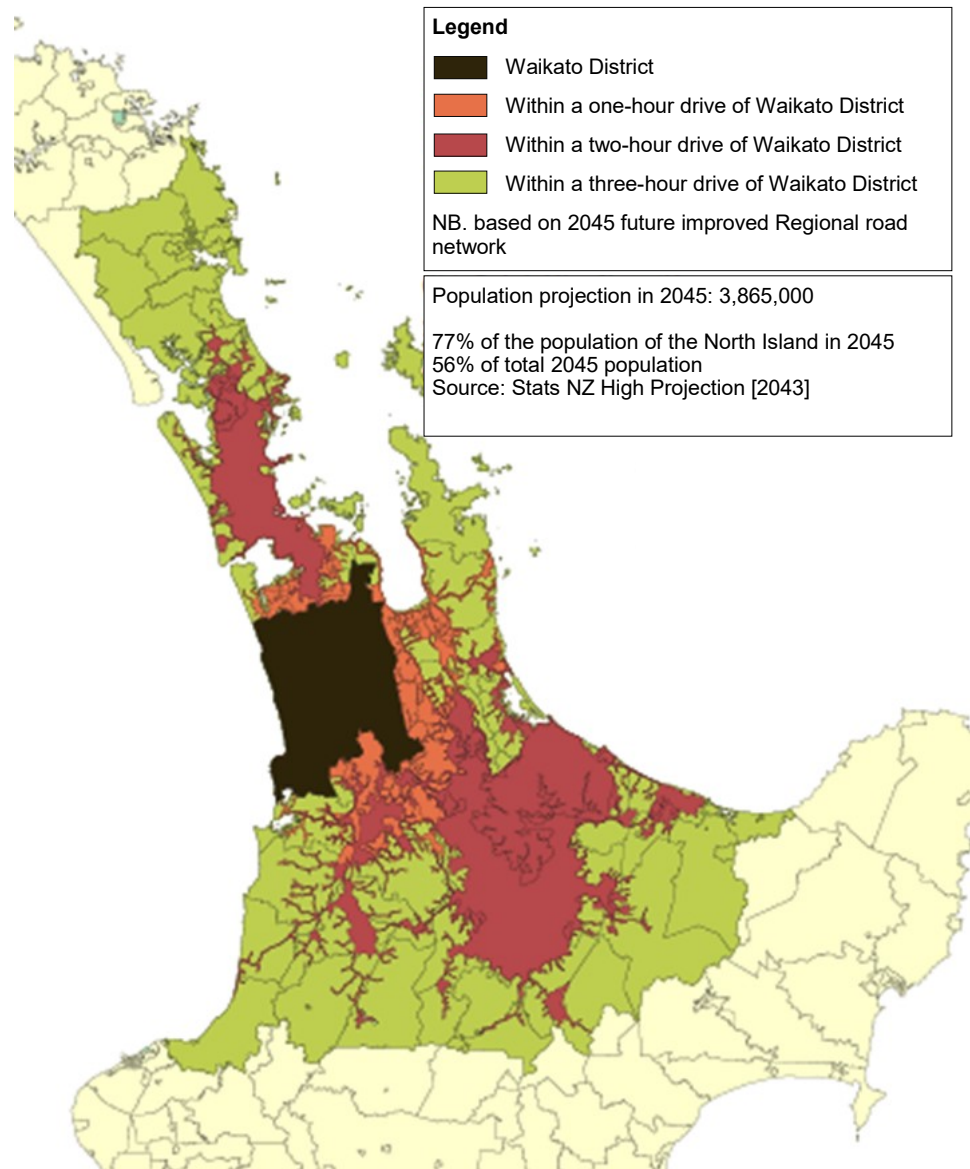 Legend
Waikato District
Within a one-hour drive of Waikato District
Within a two-hour drive of Waikato District
Within a three-hour drive of Waikato District
NB. based on 2045 future improved Regional road
network
Population projection in 2045: 3,865,000
77% of the population of the North Island in 2045
56% of total 2045 population
Source: Stats NZ High Projection [2043]